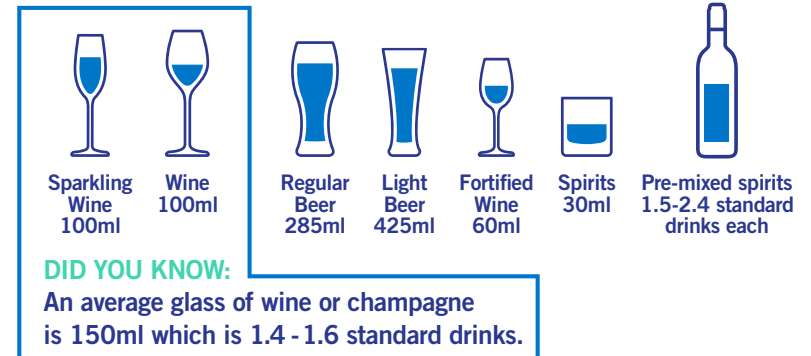 Sparkling
Wine
100ml
Wine
100ml
Regular
Beer
285ml
Light
Beer
425ml
Fortified
Wine
60ml
Spirits
30ml
Pre-mixed spirits
1.5-2.4 standard
drinks each
DID YOU KNOW:
An average glass of wine or champagne
is 150ml which is 1.4 - 1.6 standard drinks.